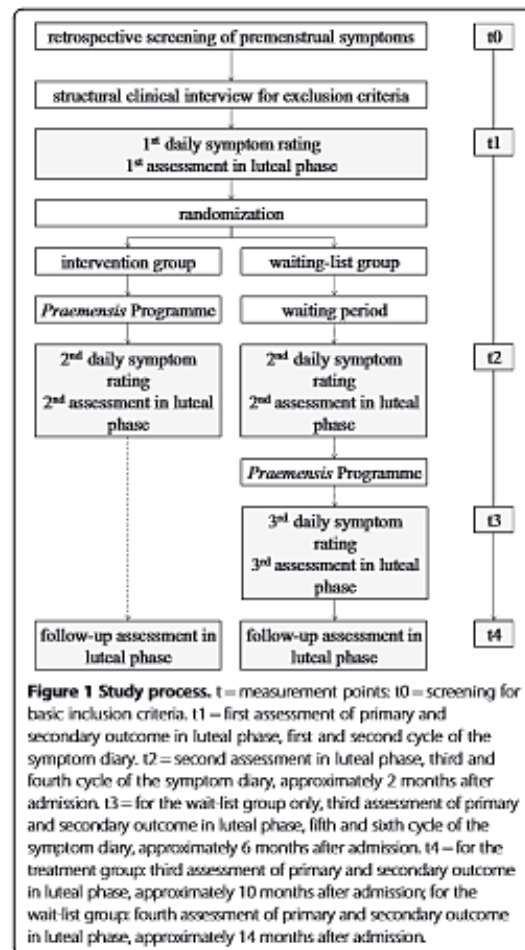 retrospective screening of premenstrual symptoms
t0
structural clinical interview for exclusion criteria
1st daily symptom rating
1st assessment in luteal phase
t1
randomization
intervention group
waiting-list group
Praemensis Programme
waiting period
2nd daily symptom
rating
2nd assessment in luteal
phase
2nd daily symptom
rating
2nd assessment in luteal
phase
t2
Praemensis Programme
3rd daily symptom
rating
3rd assessment in luteal
phase
t3
follow-up assessment in
luteal phase
follow-up assessment in
luteal phase
t4
Figure 1 Study process. t = measurement points: t0 = screening for
basic inclusion criteria. t1 – first assessment of primary and
secondary outcome in luteal phase, first and second cycle of the
symptom diary. t2 = second assessment in luteal phase, third and
fourth cycle of the symptom diary, approximately 2 months after
admission. t3 = for the wait-list group only, third assessment of primary
and secondary outcome in luteal phase, fifth and sixth cycle of the
symptom diary, approximately 6 months after admission. t4 – for the
treatment group: third assessment of primary and secondary outcome
in luteal phase, approximately 10 months after admission; for the
wait-list group: fourth assessment of primary and secondary outcome
in luteal phase, approximately 14 months after admission.